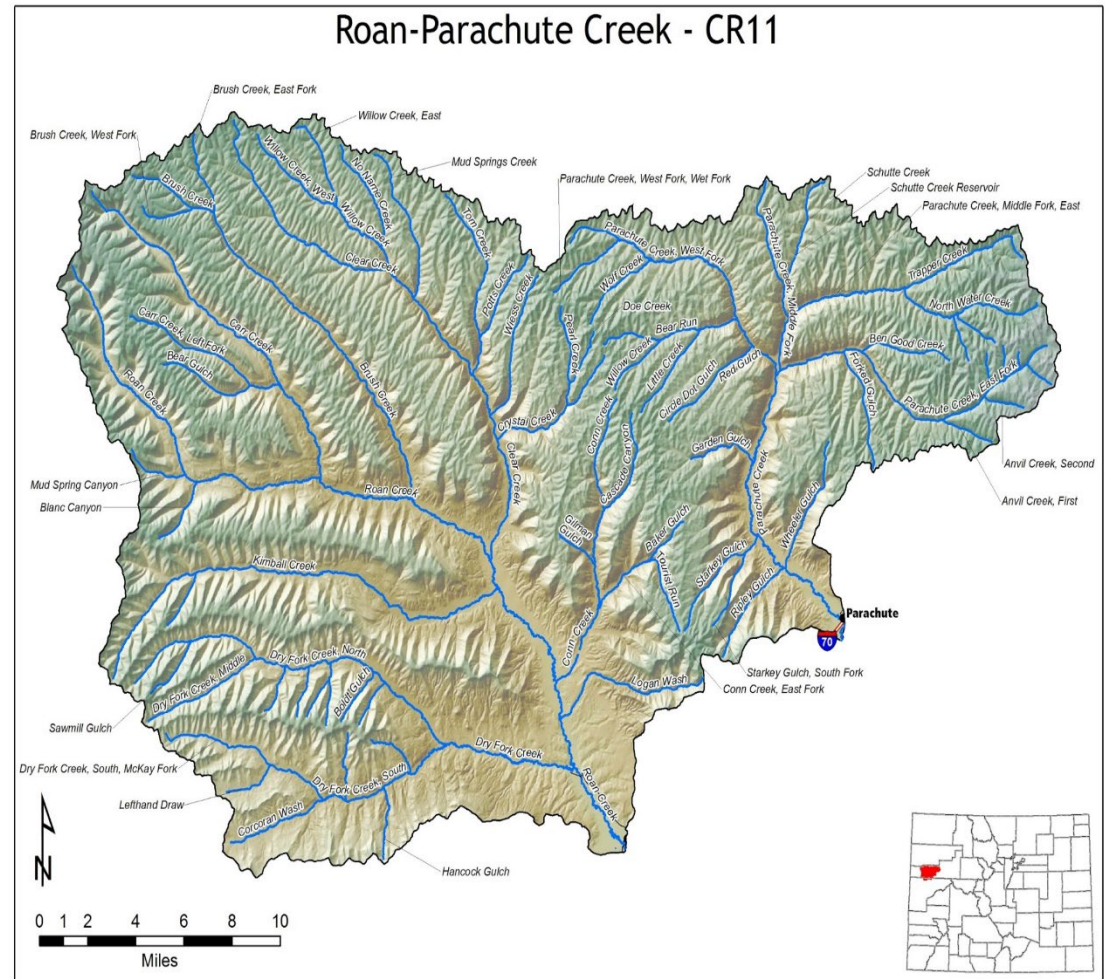 Roan-Parachute Creek - CR11
Brush Creek, East Fork
Willow Creek, East
Brush Creek, West Fork
Mud Springs Creek
Schutte Creek
Schutte Creek Reservoir
Parachute Creek, West Fork, Wet Fork
Parachute Creek, Middle Fork, East
Brush Creek
Willow Creek, West
No Name Creek
Willow Creek
Clear Creek
Torn Creek
Potts Creek
Wiesse Creek
Parachute Creek, West Fork
Wolf Creek
Parachute Creek, Middle Fork
Trapper Creek
North Water Creek
Doe Creek
Bear Run
Pearl Creek
Willow Creek
Little Creek
Circle Dot Gulch
Red Gulch
Ben Good Creek
Forked Gulch
Parachute Creek, East Fork
Carr Creek, Left Fork
Carr Creek
Bear Gulch
Roan Creek
Brush Creek
Crystal Creek
Clear Creek
Conn Creek
Cascade Canyon
Garden Gulch
Parachute Creek
Wheeler Gulch
Anvil Creek, Second
Anvil Creek, First
Mud Spring Canyon
Blanc Canyon
Roan Creek
Gilman
Gulch
Baker Gulch
Tourist Run
Starkey Gulch
Ripley Gulch
Kimball Creek
Parachute
70
Conn Creek
Logan Wash
Starkey Gulch, South Fork
Conn Creek, East Fork
Dry Fork Creek, Middle
Dry Fork Creek, North
Boldt Gulch
Sawmill Gulch
Dry Fork Creek, South, McKay Fork
Dry Fork Creek, South
Dry Fork Creek
Roan Creek
Lefthand Draw
Corcoran Wash
Hancock Gulch
N
0 1 2 4 6 8 10
Miles